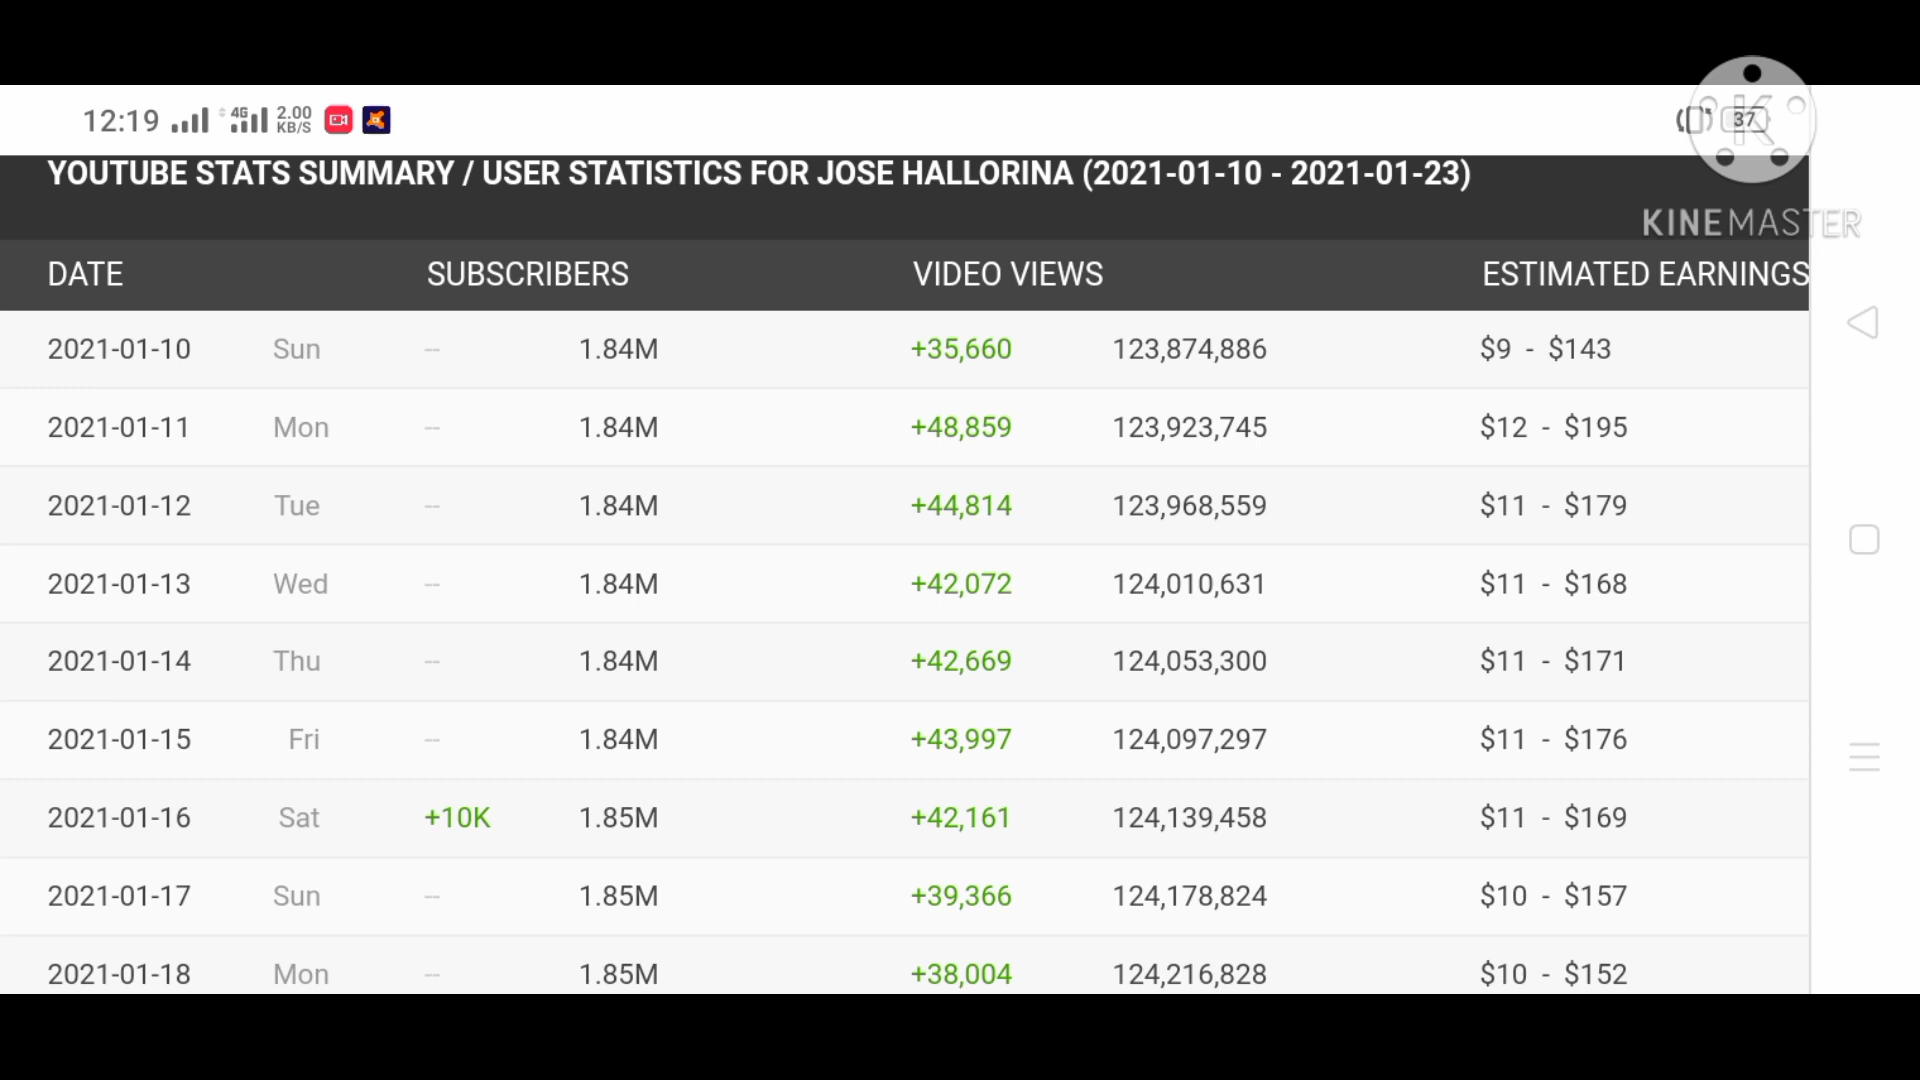 12:19 4G 2.00 KB/S 37
YOUTUBE STATS SUMMARY / USER STATISTICS FOR JOSE HALLORINA (2021-01-10 - 2021-01-23)
KINEMASTER
DATE SUBSCRIBERS VIDEO VIEWS ESTIMATED EARNINGS
2021-01-10 Sun -- 1.84M +35,660 123,874,886 $9 - $143
2021-01-11 Mon -- 1.84M +48,859 123,923,745 $12 - $195
2021-01-12 Tue -- 1.84M +44,814 123,968,559 $11 - $179
2021-01-13 Wed -- 1.84M +42,072 124,010,631 $11 - $168
2021-01-14 Thu -- 1.84M +42,669 124,053,300 $11 - $171
2021-01-15 Fri -- 1.84M +43,997 124,097,297 $11 - $176
2021-01-16 Sat +10K 1.85M +42,161 124,139,458 $11 - $169
2021-01-17 Sun -- 1.85M +39,366 124,178,824 $10 - $157
2021-01-18 Mon -- 1.85M +38,004 124,216,828 $10 - $152